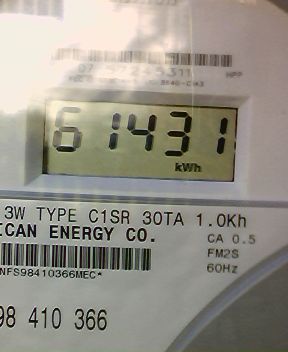 61431
kWh
3W TYPE C1SR 30TA 1.0Kh
ICAN ENERGY CO.
CA 0.5
FM2S
60Hz
NFS98410366MEC*
98 410 366